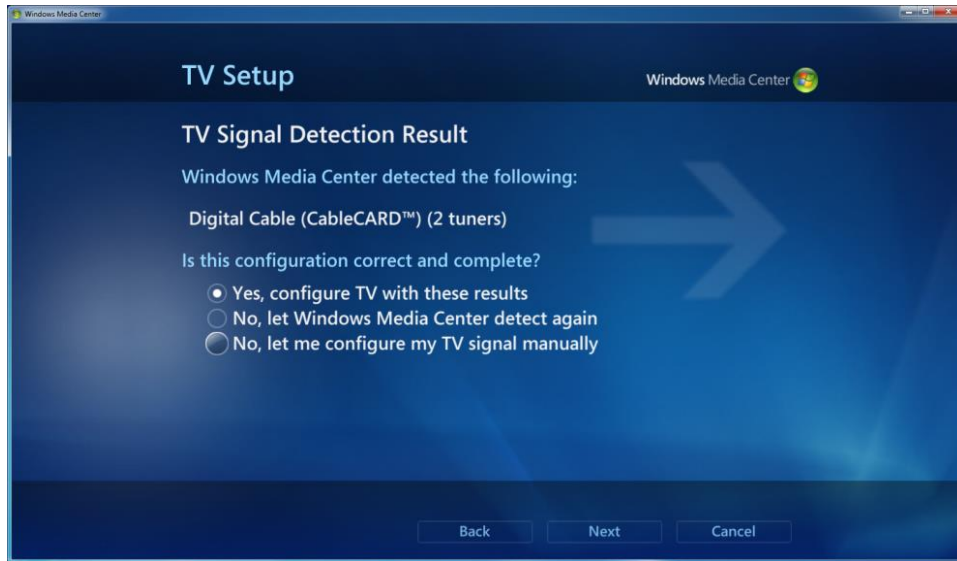 Windows Media Center
TV Setup
Windows Media Center
TV Signal Detection Result
Windows Media Center detected the following:
Digital Cable (CableCARD™) (2 tuners)
Is this configuration correct and complete?
Yes, configure TV with these results
No, let Windows Media Center detect again
No, let me configure my TV signal manually
Back Next Cancel